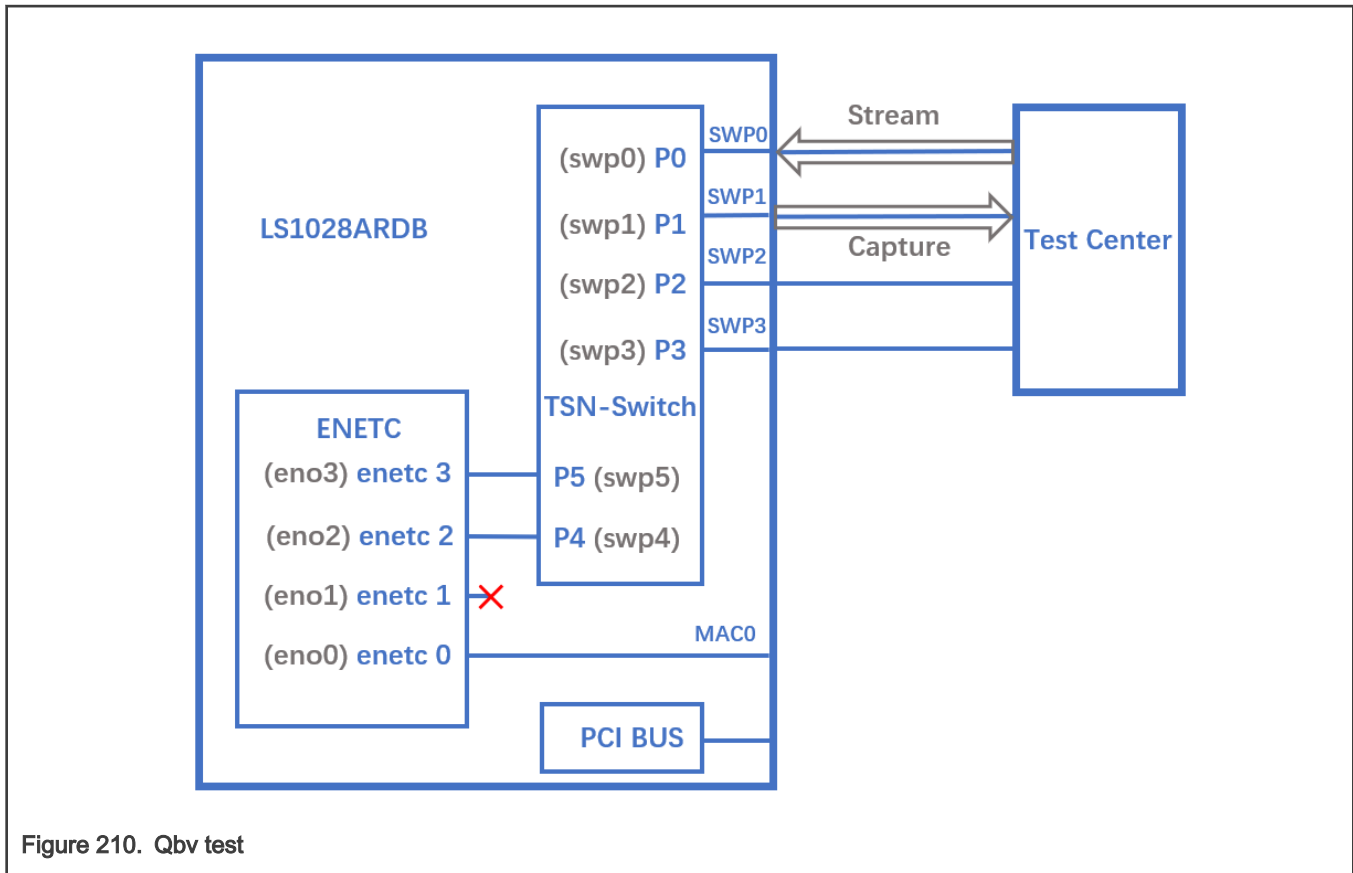 Stream
SWP0
(swp0) P0
SWP1
(swp1) P1
LS1028ARDB
Capture
Test Center
SWP2
(swp2) P2
SWP3
(swp3) P3
TSN-Switch
ENETC
(eno3) enetc 3
P5 (swp5)
(eno2) enetc 2
P4 (swp4)
(eno1) enetc 1
MAC0
(eno0) enetc 0
PCI BUS
Figure 210. Qbv test